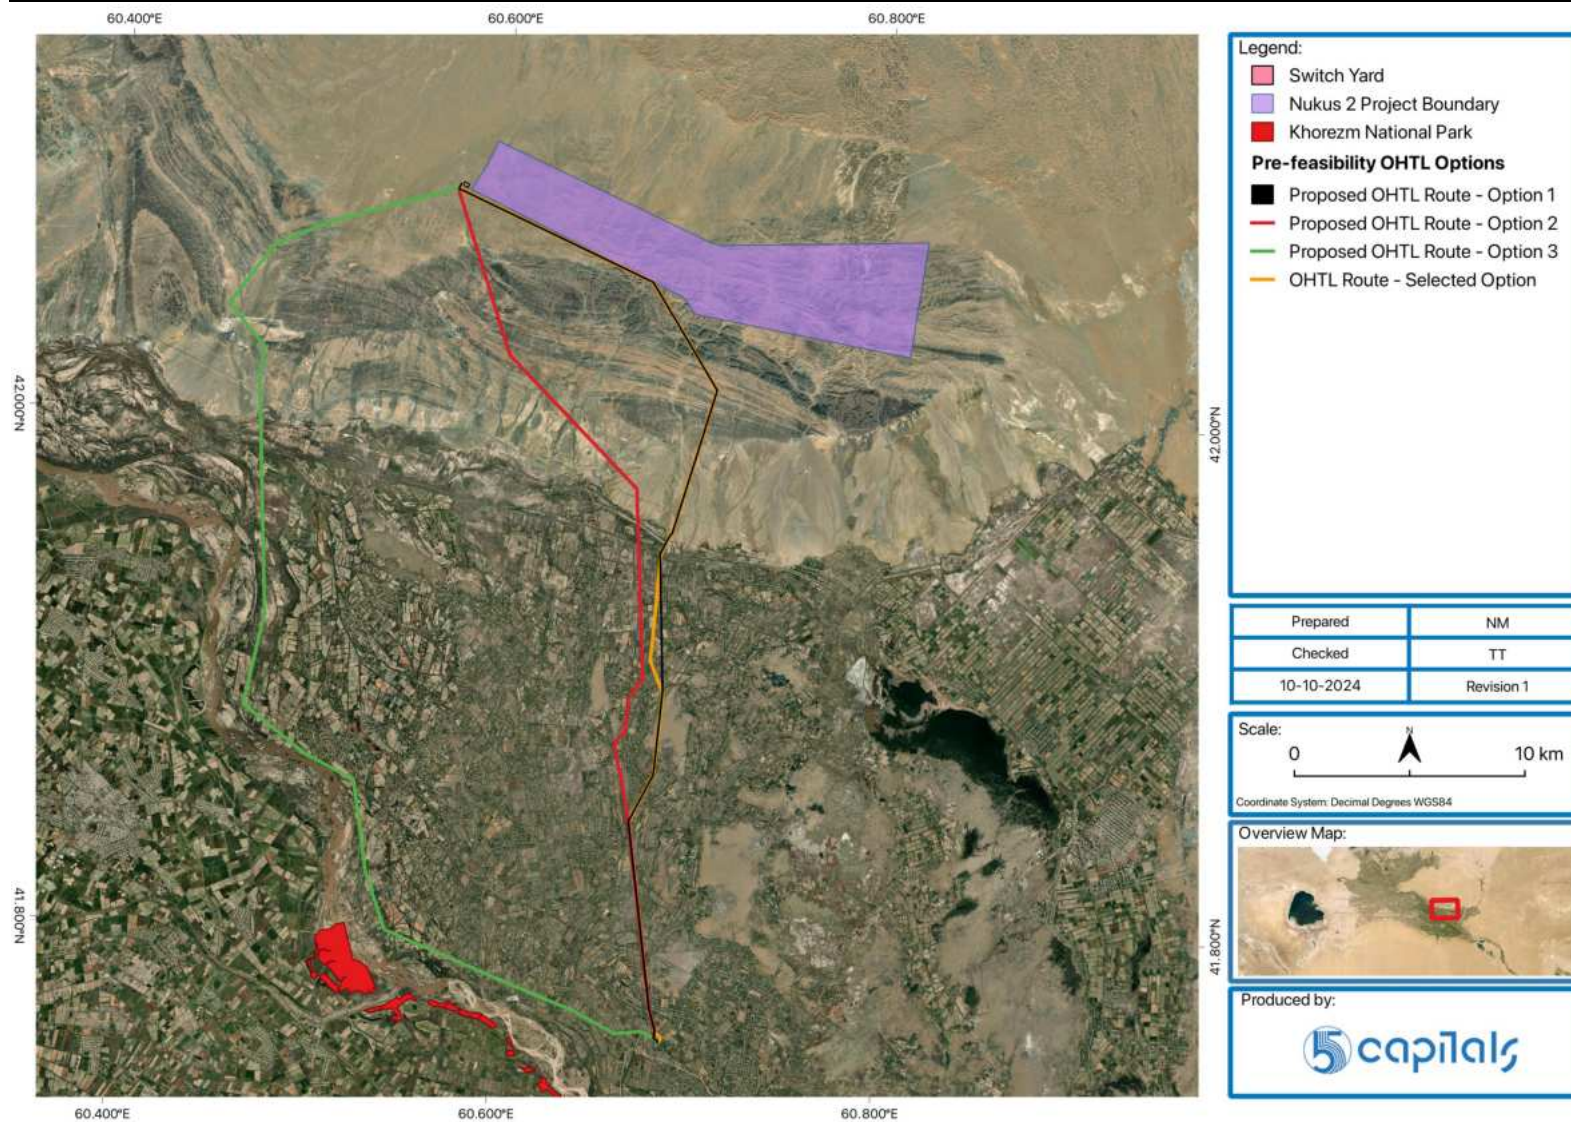 60.400°E 60.600°E 60.800°E
42.000°N
42.000°N
41.800°N
41.800°N
60.400°E 60.600°E 60.800°E
Legend:
Switch Yard
Nukus 2 Project Boundary
Khorezm National Park
Pre-feasibility OHTL Options
Proposed OHTL Route - Option 1
Proposed OHTL Route - Option 2
Proposed OHTL Route - Option 3
OHTL Route - Selected Option
Prepared NM
Checked TT
10-10-2024 Revision 1
Scale:
N
0 10 km
Coordinate System: Decimal Degrees WGS84
Overview Map:
Produced by:
5 capitals